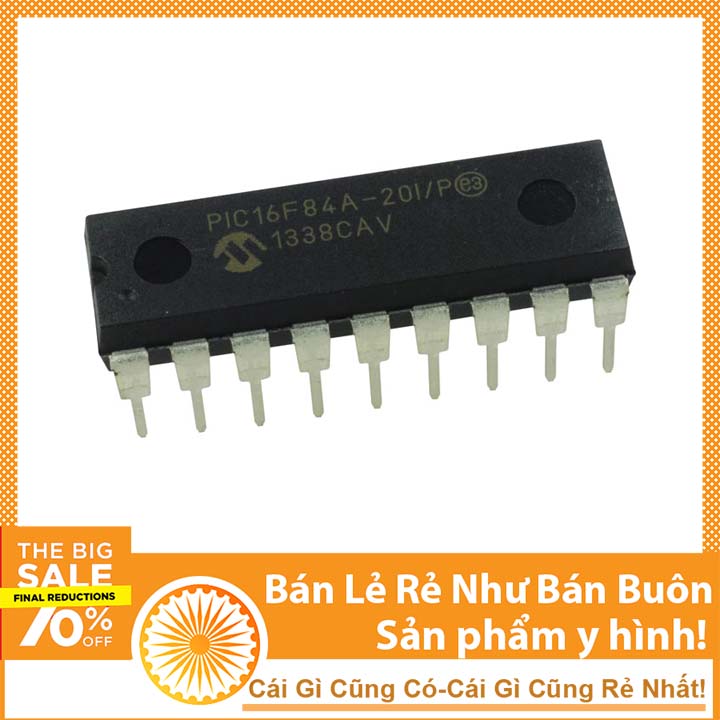 PIC16F84A-20I/P e3
1338CAV
THE BIG
SALE
FINAL REDUCTIONS
70% OFF
Bán Lẻ Rẻ Như Bán Buôn
Sản phẩm y hình!
Cái Gì Cũng Có-Cái Gì Cũng Rẻ Nhất!